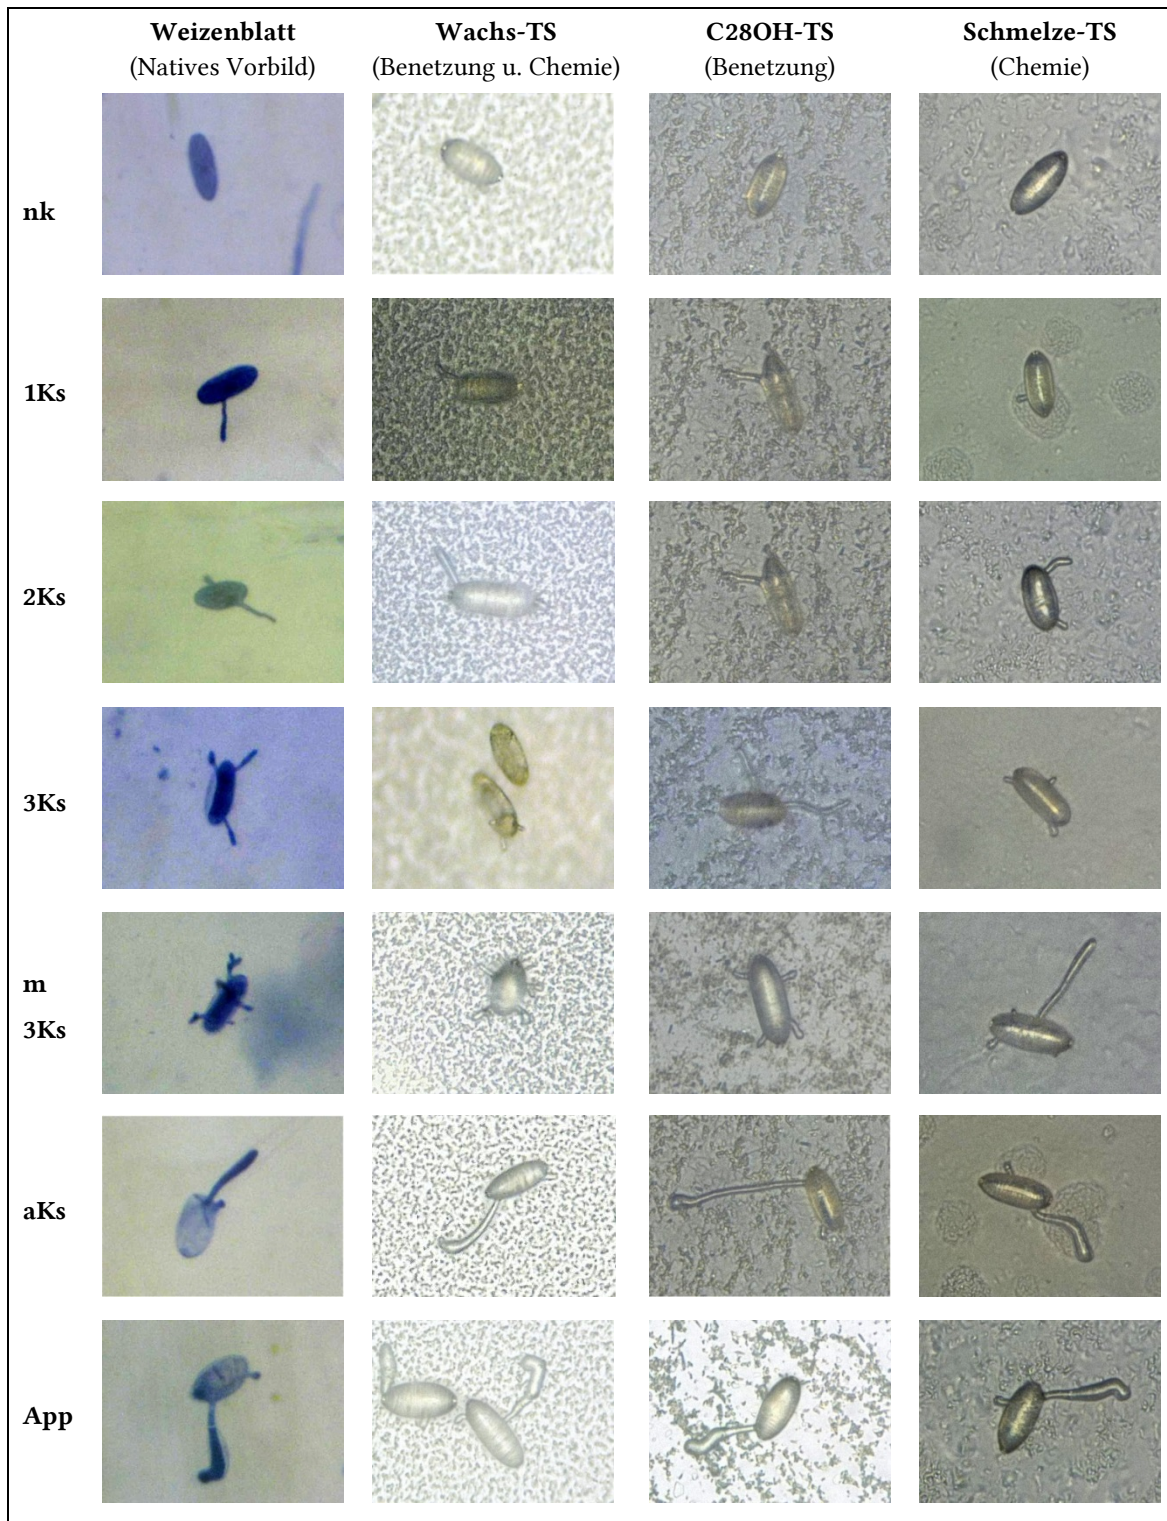 Weizenblatt Wachs-TS C28OH-TS Schmelze-TS
(Natives Vorbild) (Benetzung u. Chemie) (Benetzung) (Chemie)
nk
1Ks
2Ks
3Ks
m
3Ks
aKs
App